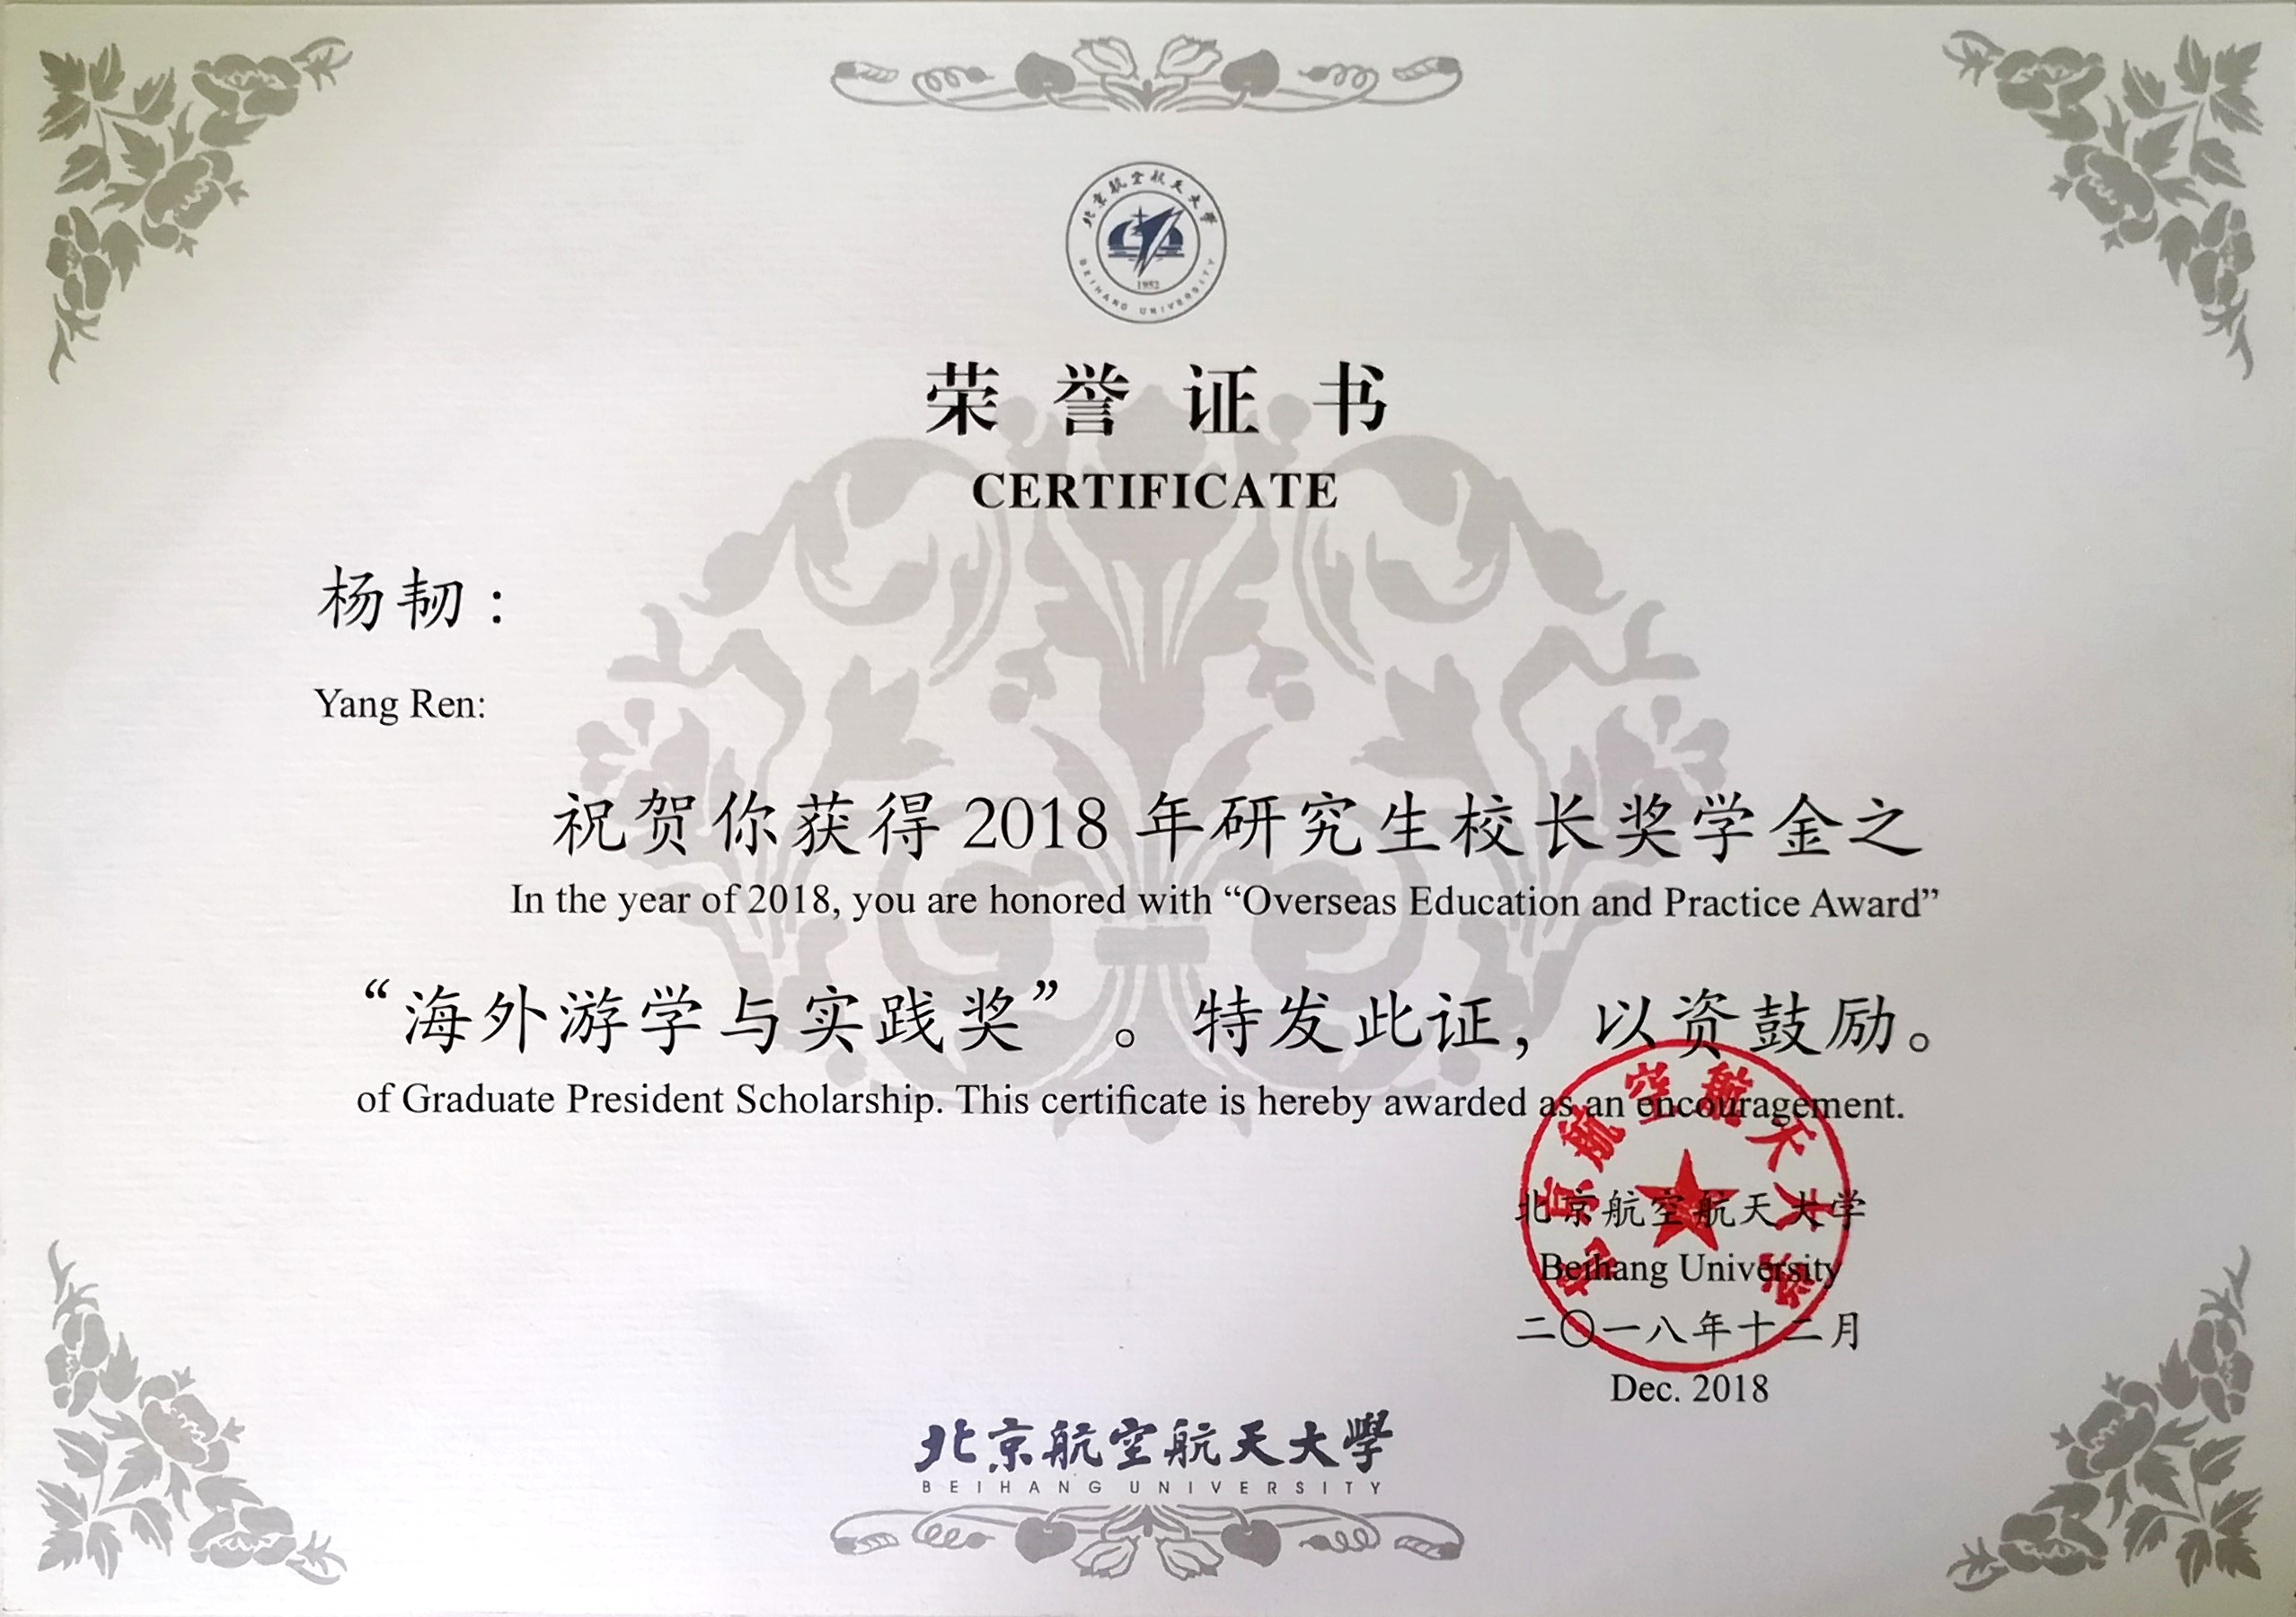 北京航空航天大学
BEIHANG UNIVERSITY
1952
荣誉证书
CERTIFICATE
杨韧：
Yang Ren:
祝贺你获得 2018 年研究生校长奖学金之
In the year of 2018, you are honored with “Overseas Education and Practice Award”
“海外游学与实践奖”。特发此证，以资鼓励。
of Graduate President Scholarship. This certificate is hereby awarded as an encouragement.
北京航空航天大学
北京航空航天大学
Beihang University
二〇一八年十二月
Dec. 2018
北京航空航天大學
BEIHANG UNIVERSITY